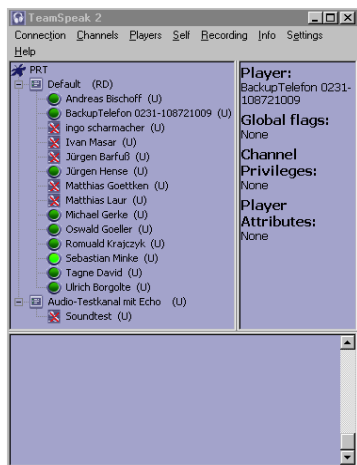 TeamSpeak 2
Connection Channels Players Self Recording Info Settings
Help
PRT
Default (RD)
Andreas Bischoff (U)
BackupTelefon 0231-108721009 (U)
ingo scharmacher (U)
Ivan Masar (U)
Jürgen Barfuß (U)
Jürgen Hense (U)
Matthias Goettken (U)
Matthias Laur (U)
Michael Gerke (U)
Oswald Goeller (U)
Romuald Krajczyk (U)
Sebastian Minke (U)
Tagne David (U)
Ulrich Borgolte (U)
Audio-Testkanal mit Echo (U)
Soundtest (U)
Player:
BackupTelefon 0231-
108721009
Global flags:
None
Channel
Privileges:
None
Player
Attributes:
None